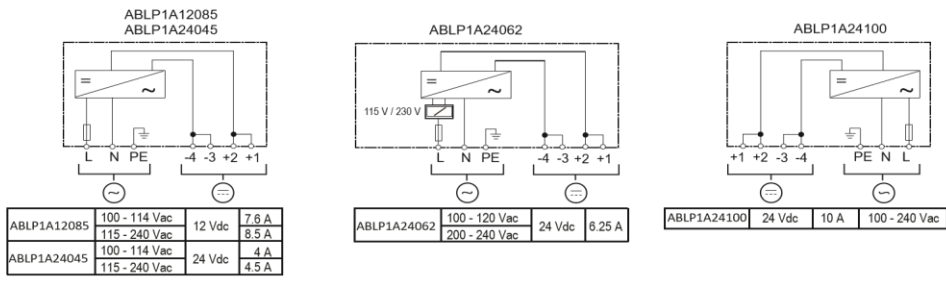 ABLP1A12085
ABLP1A24045
L N PE -4 -3 +2 +1
ABLP1A12085 100 - 114 Vac 12 Vdc 7.6 A
115 - 240 Vac 8.5 A
ABLP1A24045 100 - 114 Vac 24 Vdc 4 A
115 - 240 Vac 4.5 A
ABLP1A24062
115 V / 230 V
L N PE -4 -3 +2 +1
ABLP1A24062 100 - 120 Vac 24 Vdc 6.25 A
200 - 240 Vac
ABLP1A24100
+1 +2 -3 -4 PE N L
ABLP1A24100 24 Vdc 10 A 100 - 240 Vac